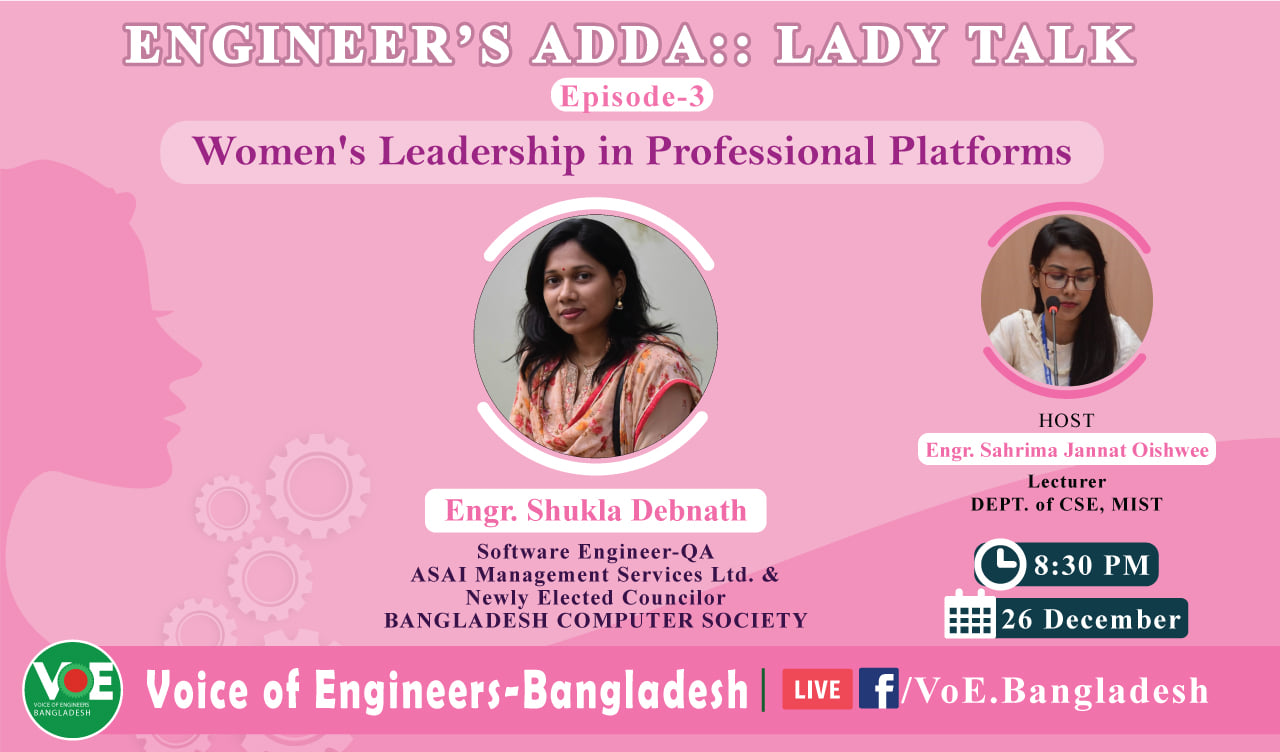 ENGINEER’S ADDA:: LADY TALK
Episode-3
Women's Leadership in Professional Platforms
Engr. Shukla Debnath
Software Engineer-QA
ASAI Management Services Ltd. &
Newly Elected Councilor
BANGLADESH COMPUTER SOCIETY
HOST
Engr. Sahrima Jannat Oishwee
Lecturer
DEPT. of CSE, MIST
8:30 PM
26 December
VOE
VOICE OF ENGINEERS
BANGLADESH
Voice of Engineers-Bangladesh
LIVE
f/VoE.Bangladesh